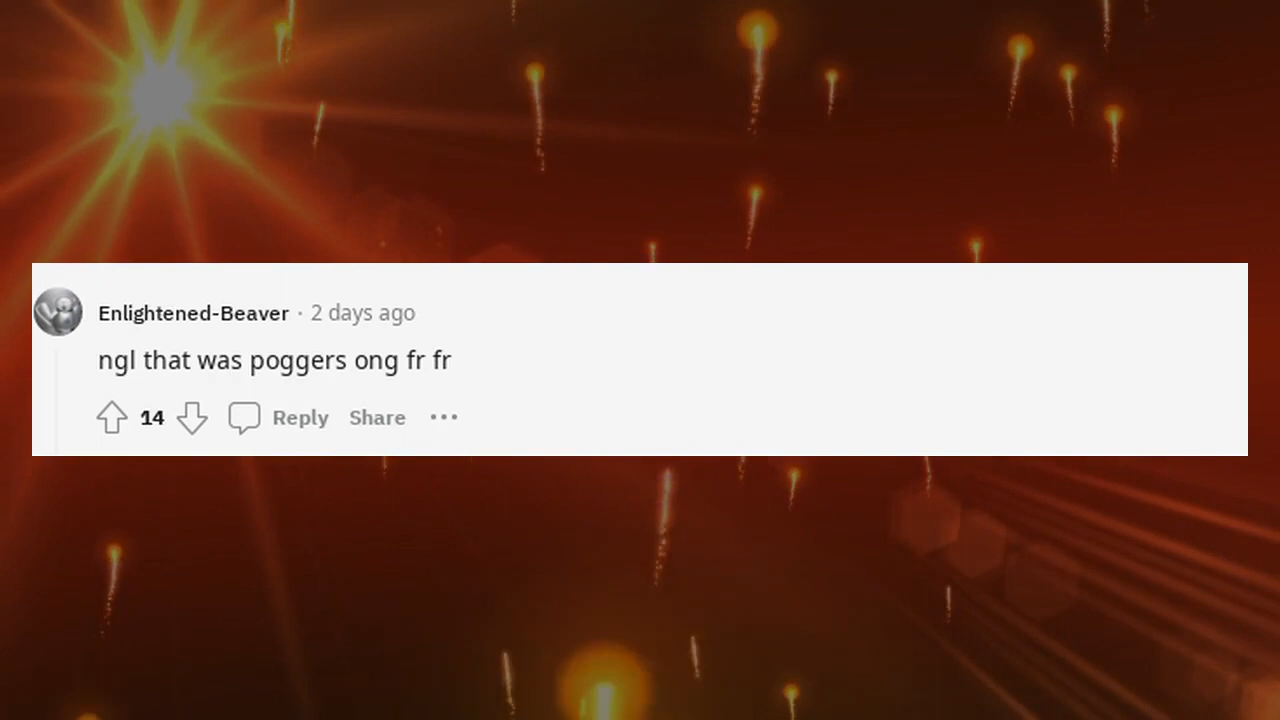 Enlightened-Beaver · 2 days ago
ngl that was poggers ong fr fr
14 Reply Share